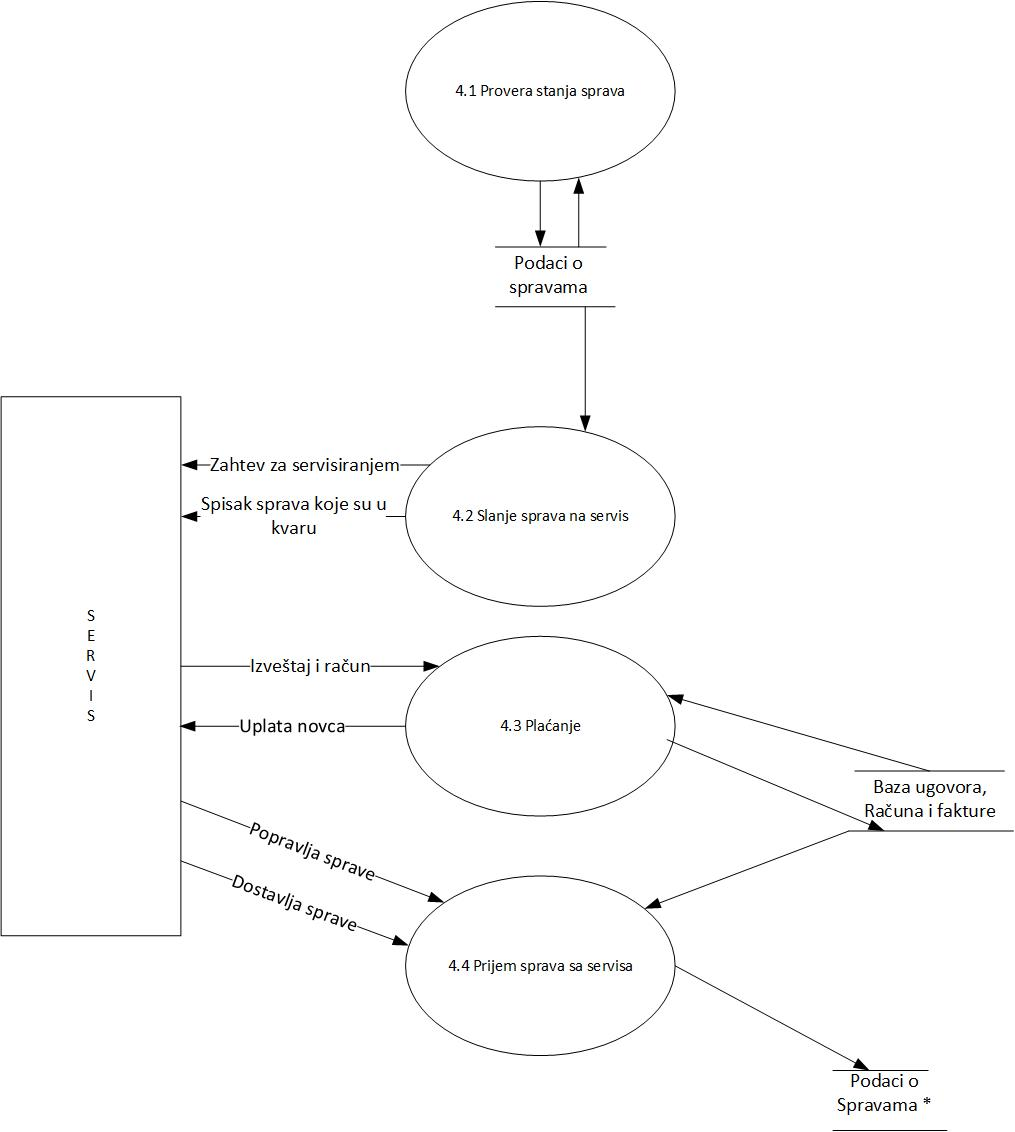 4.1 Provera stanja sprava
Podaci o
spravama
Zahtev za servisiranjem
Spisak sprava koje su u
kvaru
4.2 Slanje sprava na servis
S
E
R
V
I
S
Izveštaj i račun
Uplata novca
4.3 Plaćanje
Baza ugovora,
Računa i fakture
Popravlja sprave
Dostavlja sprave
4.4 Prijem sprava sa servisa
Podaci o
Spravama *